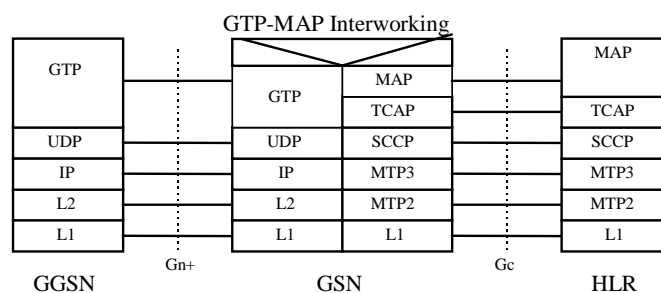 GTP-MAP Interworking
GTP GTP MAP MAP
TCAP TCAP
UDP UDP SCCP SCCP
IP IP MTP3 MTP3
L2 L2 MTP2 MTP2
L1 L1 L1 L1
Gn+ Gc
GGSN GSN HLR